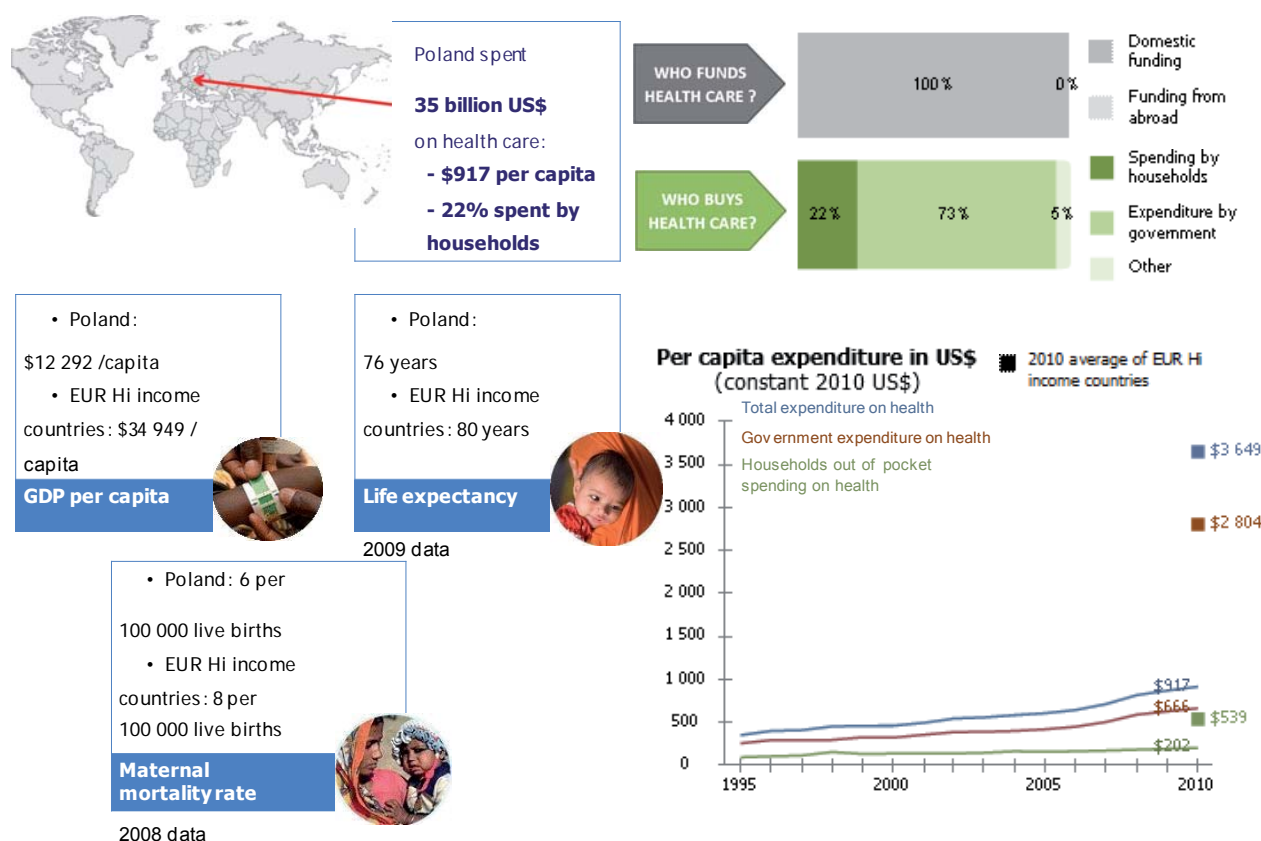 Poland spent
35 billion US$
on health care:
- $917 per capita
- 22% spent by
households
WHO FUNDS
HEALTH CARE ?
100%
0%
Domestic
funding
Funding from
abroad
WHO BUYS
HEALTH CARE?
22%
73%
5%
Spending by
households
Expenditure by
government
Other
• Poland:
$12 292 /capita
• EUR Hi income
countries: $34 949 /
capita
GDP per capita
• Poland:
76 years
• EUR Hi income
countries: 80 years
Life expectancy
2009 data
• Poland: 6 per
100 000 live births
• EUR Hi income
countries: 8 per
100 000 live births
Maternal
mortality rate
2008 data
Per capita expenditure in US$
(constant 2010 US$)
2010 average of EUR Hi
income countries
Total expenditure on health
Government expenditure on health
Households out of pocket
spending on health
4 000
3 500
3 000
2 500
2 000
1 500
1 000
500
0
$3 649
$2 804
$917
$666
$539
$202
1995
2000
2005
2010